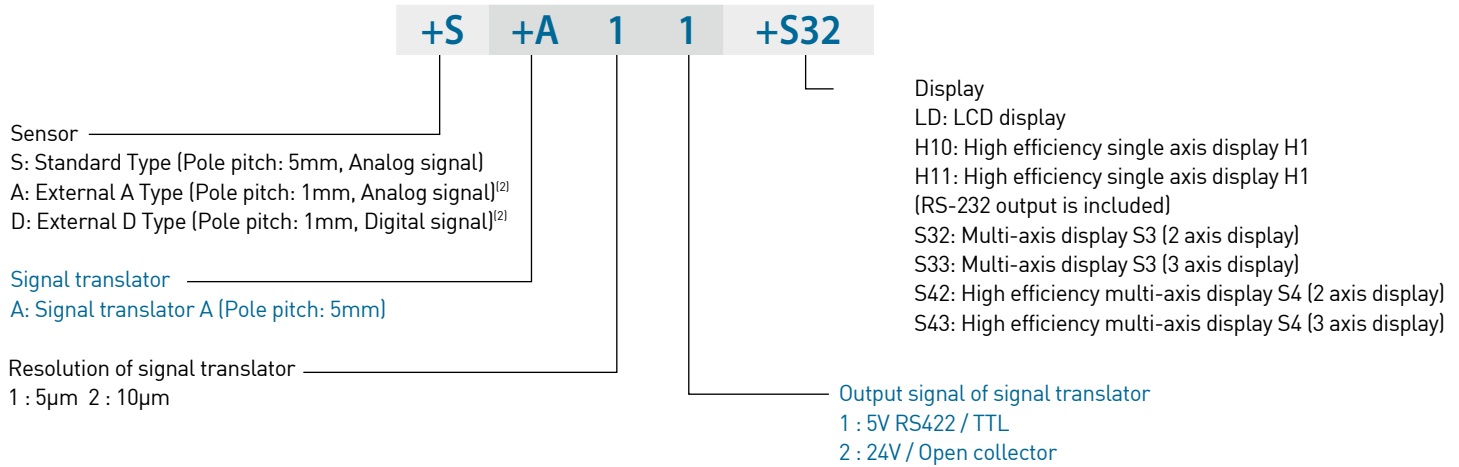 +S +A 1 1 +S32
Sensor
S: Standard Type (Pole pitch: 5mm, Analog signal)
A: External A Type (Pole pitch: 1mm, Analog signal)(2)
D: External D Type (Pole pitch: 1mm, Digital signal)(2)
Signal translator
A: Signal translator A (Pole pitch: 5mm)
Resolution of signal translator
1 : 5μm 2 : 10μm
Display
LD: LCD display
H10: High efficiency single axis display H1
H11: High efficiency single axis display H1
(RS-232 output is included)
S32: Multi-axis display S3 (2 axis display)
S33: Multi-axis display S3 (3 axis display)
S42: High efficiency multi-axis display S4 (2 axis display)
S43: High efficiency multi-axis display S4 (3 axis display)
Output signal of signal translator
1 : 5V RS422 / TTL
2 : 24V / Open collector